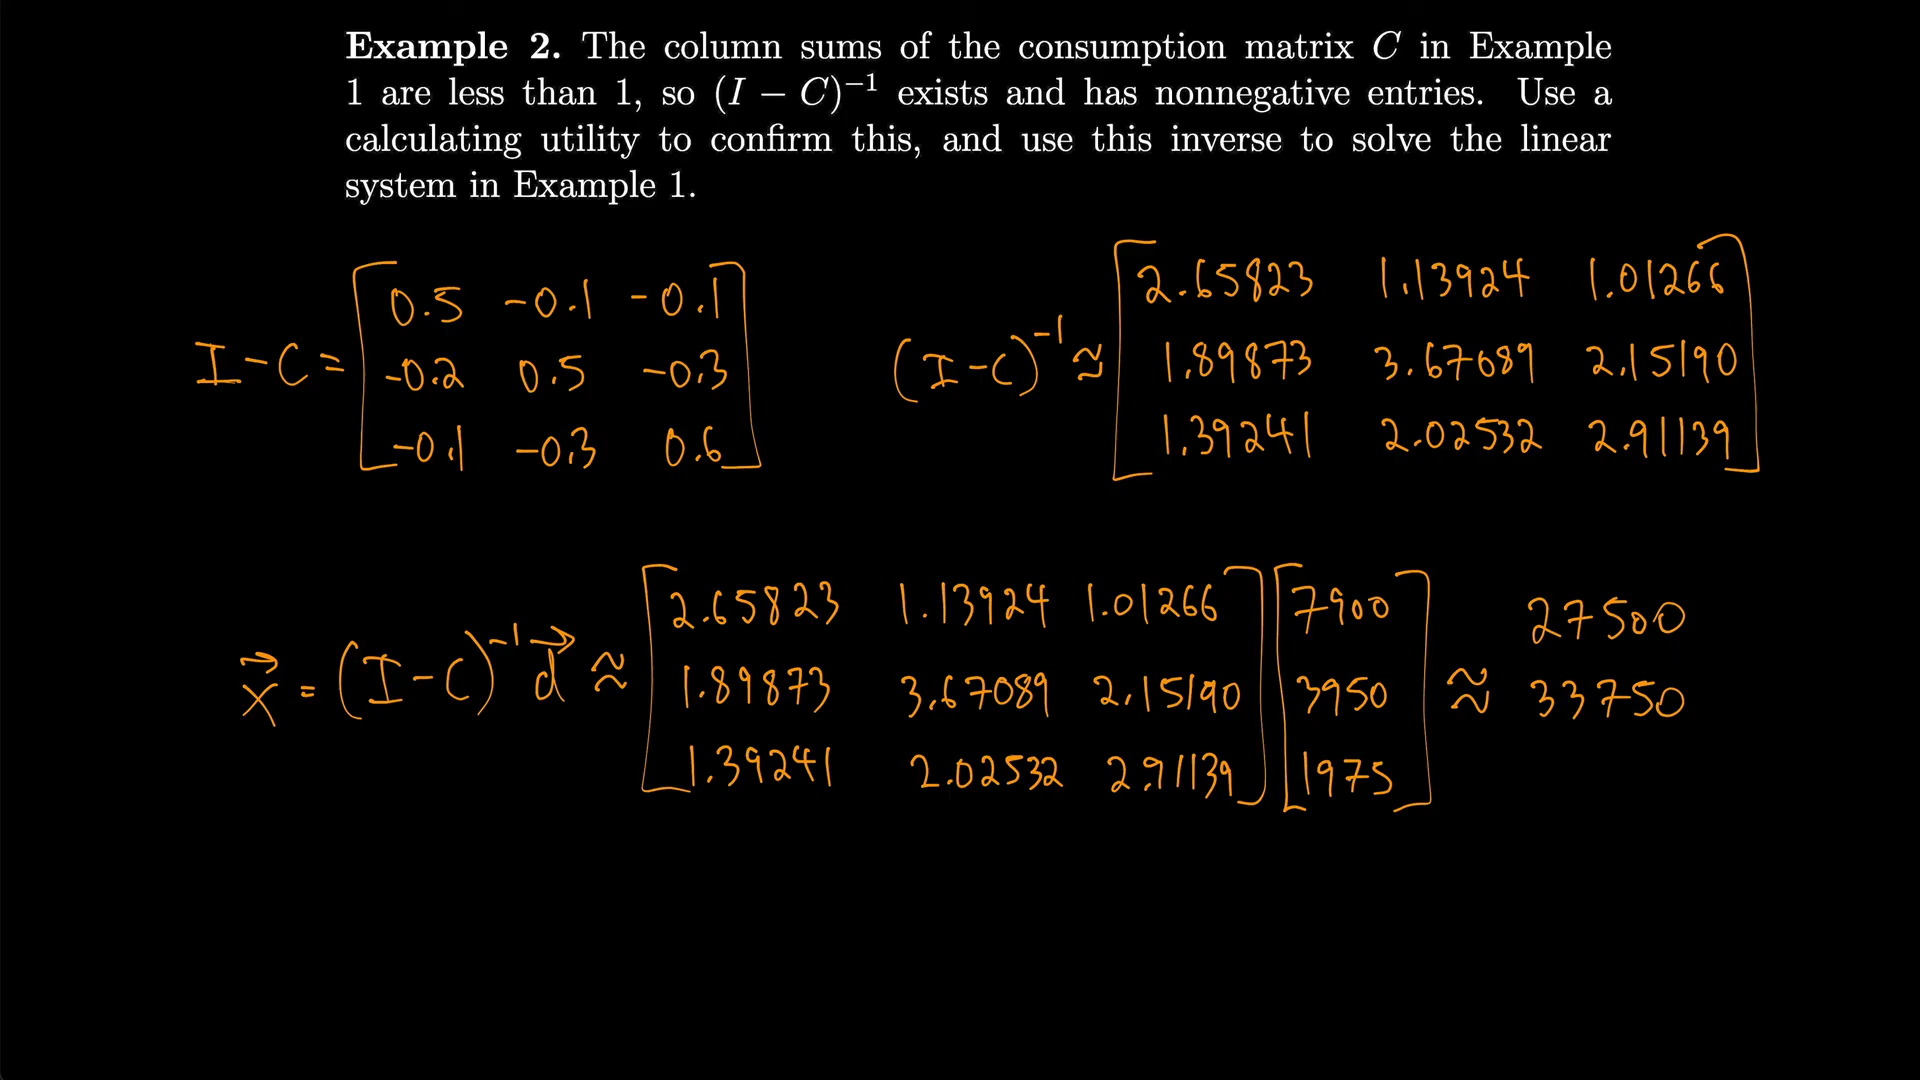 Example 2. The column sums of the consumption matrix C in Example
1 are less than 1, so (I − C)⁻¹ exists and has nonnegative entries. Use a
calculating utility to confirm this, and use this inverse to solve the linear
system in Example 1.
I-C = [0.5 -0.1 -0.1
-0.2 0.5 -0.3
-0.1 -0.3 0.6]
(I-C)⁻¹ ≈ [2.65823 1.13924 1.01266
1.89873 3.67089 2.15190
1.39241 2.02532 2.91139]
x⃗ = (I-C)⁻¹ d⃗ ≈ [2.65823 1.13924 1.01266
1.89873 3.67089 2.15190
1.39241 2.02532 2.91139] [7900
3950
1975] ≈ 27500
33750